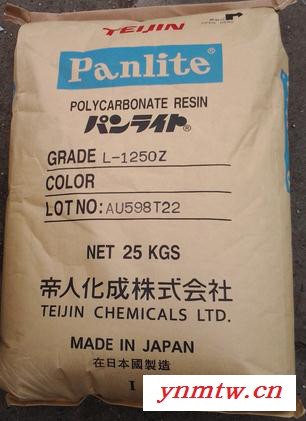 TEIJIN
Panlite®
POLYCARBONATE RESIN
パンライト®
GRADE L-1250Z
COLOR
LOT NO: AU598T22
NET 25 KGS
帝人化成株式会社
TEIJIN CHEMICALS LTD.
MADE IN JAPAN
在日本國製造
ynmtw.cn